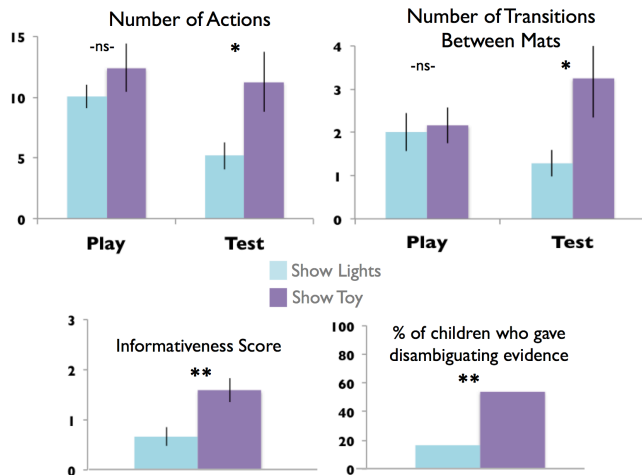 Number of Actions
15
10
5
0
-ns-
*
Play
Test
Number of Transitions
Between Mats
4
3
2
1
0
-ns-
*
Play
Test
Show Lights
Show Toy
3
2
1
0
Informativeness Score
**
100
80
60
40
20
0
% of children who gave
disambiguating evidence
**